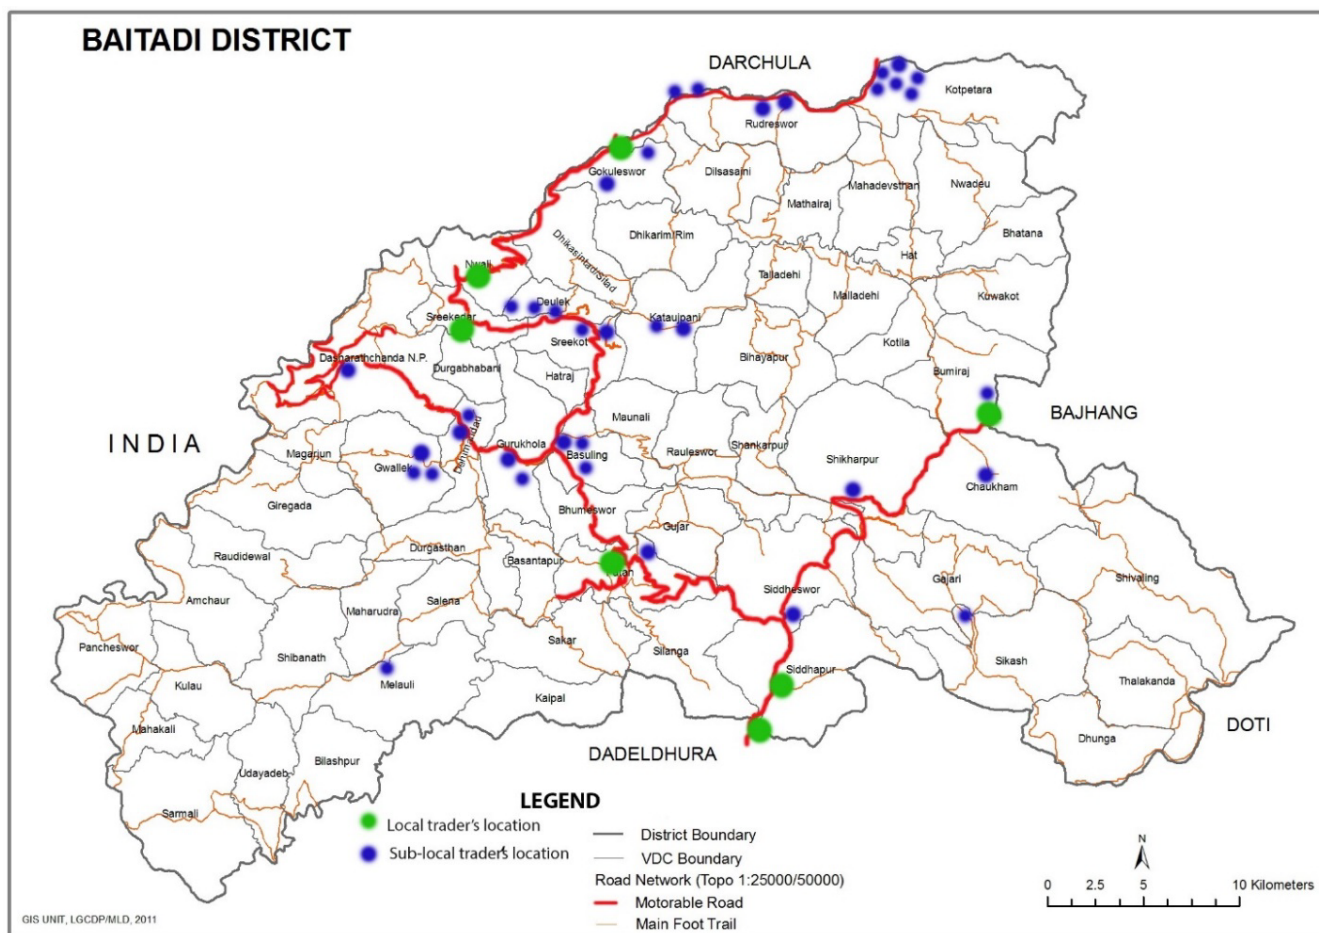 BAITADI DISTRICT
DARCHULA
Kotpetara
Rudreswor
Gokuleswor
Dilsasaini
Mahadevsthan
Nwadeu
Mathairaj
Bhatana
Dhikarim/Rim
Dhikasintad/Sitad
Hat
Nwali
Talladehi
Malladehi
Kuwakot
Deulek
Kataujpani
Sreekedar
Sreekot
Kotila
Dasharathchanda N.P.
Bihayapur
Durgabhabani
Hatraj
Bumiraj
BAJHANG
Maunali
INDIA
Gurukhola
Shankarpur
Magarjun
Basuling
Rauleswor
Shikharpur
Gwallek
Chaukham
Giregada
Bhumeswor
Gujar
Raudidewal
Durgasthan
Basantapur
Siddheswor
Gajari
Shivaling
Amchaur
Maharudra
Salena
Pancheswor
Sakar
Silanga
Shibanath
Siddhapur
Sikash
Thalakanda
Kulau
Melauli
Kaipal
Mahakali
DOTI
Dhunga
DADELDHURA
Udayadeb
Bilashpur
Sarmali
LEGEND
Local trader's location
Sub-local trader's location
District Boundary
VDC Boundary
Road Network (Topo 1:25000/50000)
Motorable Road
Main Foot Trail
N
0 2.5 5 10 Kilometers
GIS UNIT, LGCDP/MLD, 2011